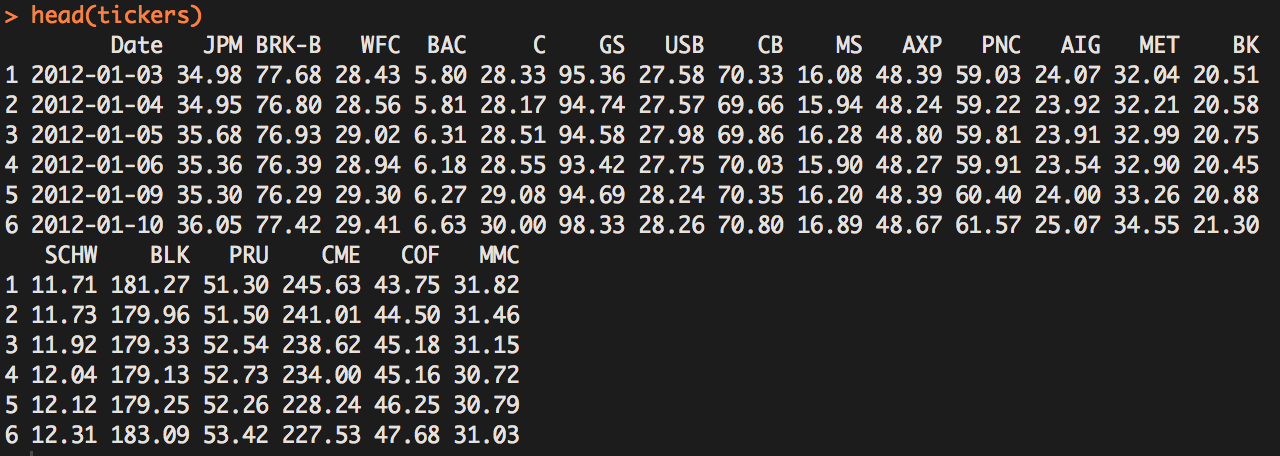 > head(tickers)
Date JPM BRK-B WFC BAC C GS USB CB MS AXP PNC AIG MET BK
1 2012-01-03 34.98 77.68 28.43 5.80 28.33 95.36 27.58 70.33 16.08 48.39 59.03 24.07 32.04 20.51
2 2012-01-04 34.95 76.80 28.56 5.81 28.17 94.74 27.57 69.66 15.94 48.24 59.22 23.92 32.21 20.58
3 2012-01-05 35.68 76.93 29.02 6.31 28.51 94.58 27.98 69.86 16.28 48.80 59.81 23.91 32.99 20.75
4 2012-01-06 35.36 76.39 28.94 6.18 28.55 93.42 27.75 70.03 15.90 48.27 59.91 23.54 32.90 20.45
5 2012-01-09 35.30 76.29 29.30 6.27 29.08 94.69 28.24 70.35 16.20 48.39 60.40 24.00 33.26 20.88
6 2012-01-10 36.05 77.42 29.41 6.63 30.00 98.33 28.26 70.80 16.89 48.67 61.57 25.07 34.55 21.30
SCHW BLK PRU CME COF MMC
1 11.71 181.27 51.30 245.63 43.75 31.82
2 11.73 179.96 51.50 241.01 44.50 31.46
3 11.92 179.33 52.54 238.62 45.18 31.15
4 12.04 179.13 52.73 234.00 45.16 30.72
5 12.12 179.25 52.26 228.24 46.25 30.79
6 12.31 183.09 53.42 227.53 47.68 31.03